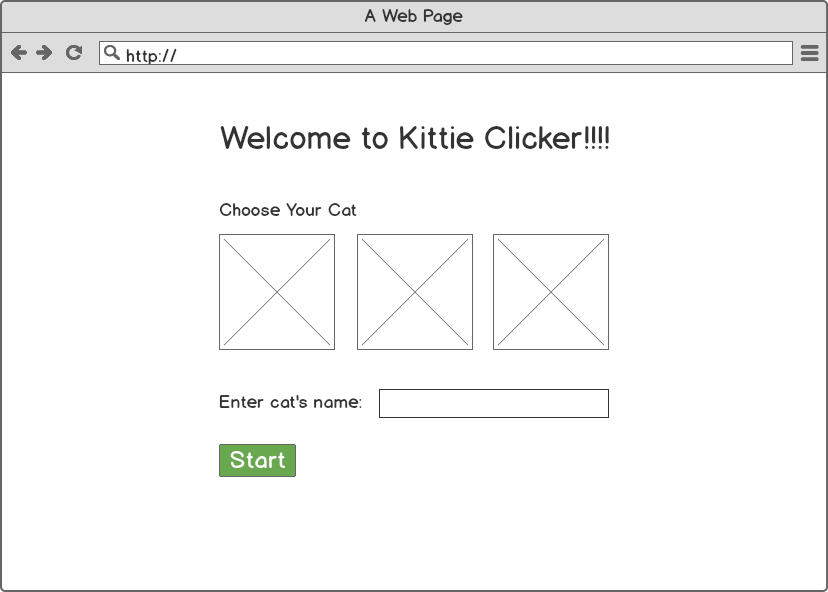 A Web Page
http://
Welcome to Kittie Clicker!!!!
Choose Your Cat
Enter cat's name:
Start